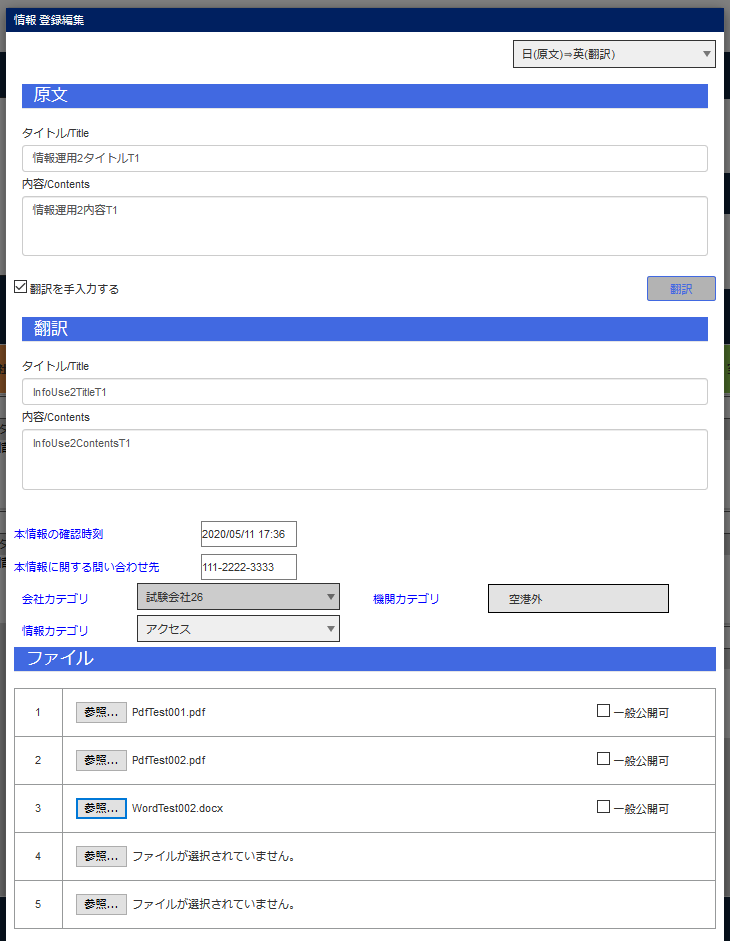 情報 登録編集
日(原文)⇒英(翻訳)
原文
タイトル/Title
情報運用2タイトルT1
内容/Contents
情報運用2内容T1
翻訳を手入力する
翻訳
翻訳
タイトル/Title
InfoUse2TitleT1
内容/Contents
InfoUse2ContentsT1
本情報の確認時刻 2020/05/11 17:36
本情報に関する問い合わせ先 111-2222-3333
会社カテゴリ 試験会社26 機関カテゴリ 空港外
情報カテゴリ アクセス
ファイル
1 参照... PdfTest001.pdf 一般公開可
2 参照... PdfTest002.pdf 一般公開可
3 参照... WordTest002.docx 一般公開可
4 参照... ファイルが選択されていません。
5 参照... ファイルが選択されていません。